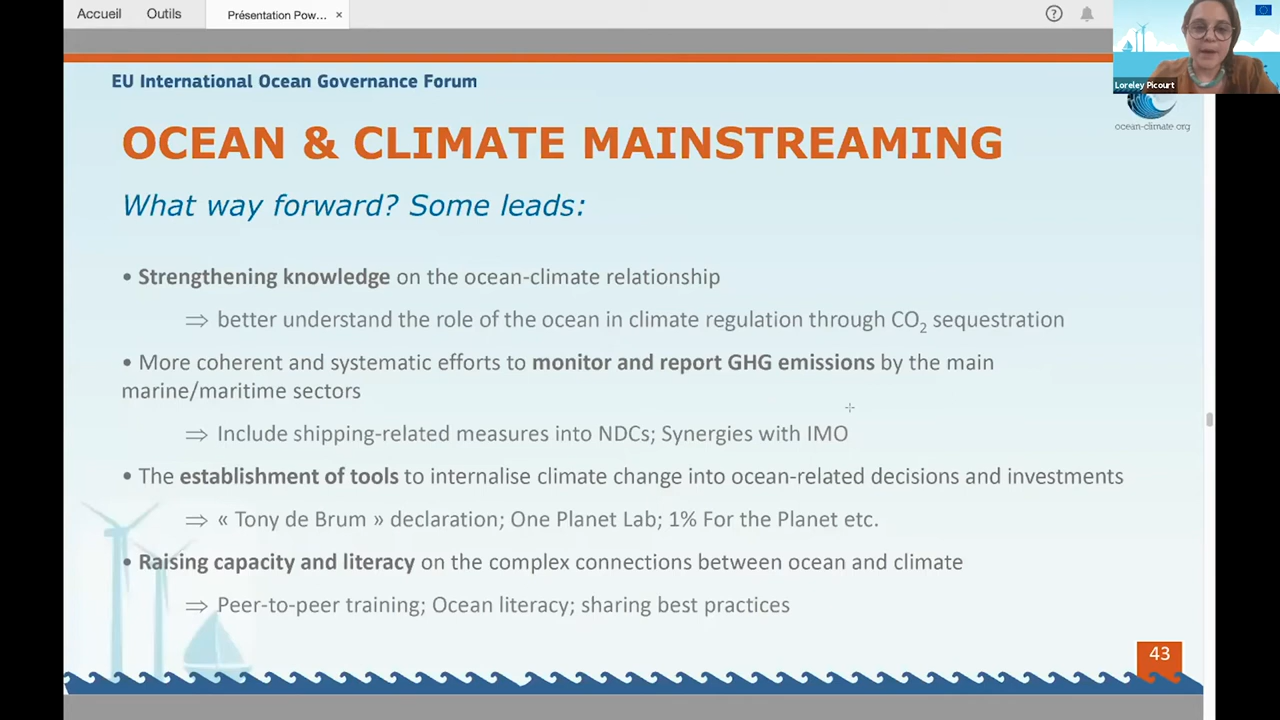 Accueil Outils Présentation Pow... ×
Loreley Picourt
EU International Ocean Governance Forum
ocean-climate.org
OCEAN & CLIMATE MAINSTREAMING
What way forward? Some leads:
• Strengthening knowledge on the ocean-climate relationship
⇒ better understand the role of the ocean in climate regulation through CO₂ sequestration
• More coherent and systematic efforts to monitor and report GHG emissions by the main
marine/maritime sectors
⇒ Include shipping-related measures into NDCs; Synergies with IMO
• The establishment of tools to internalise climate change into ocean-related decisions and investments
⇒ « Tony de Brum » declaration; One Planet Lab; 1% For the Planet etc.
• Raising capacity and literacy on the complex connections between ocean and climate
⇒ Peer-to-peer training; Ocean literacy; sharing best practices
43